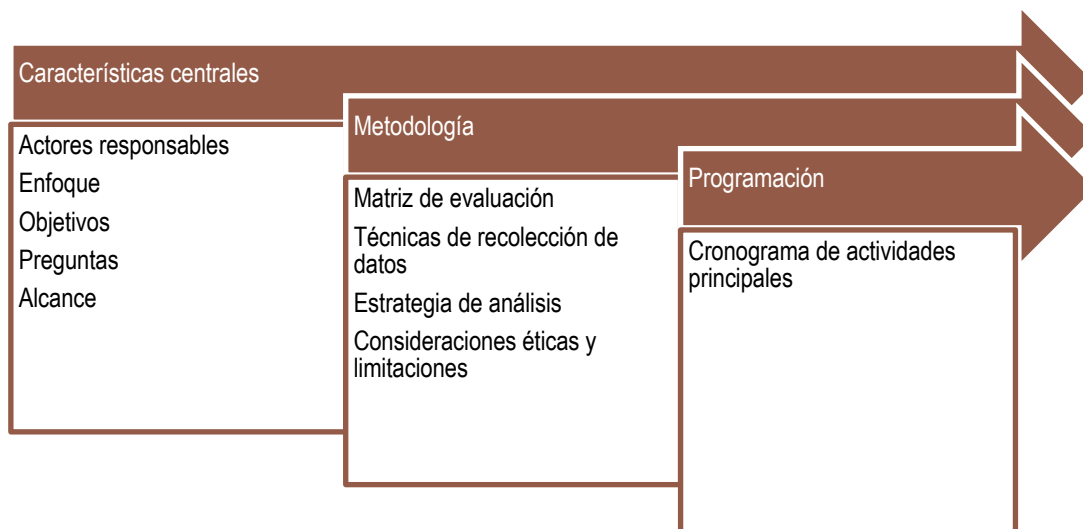 Características centrales
Actores responsables
Enfoque
Objetivos
Preguntas
Alcance
Metodología
Matriz de evaluación
Técnicas de recolección de
datos
Estrategia de análisis
Consideraciones éticas y
limitaciones
Programación
Cronograma de actividades
principales